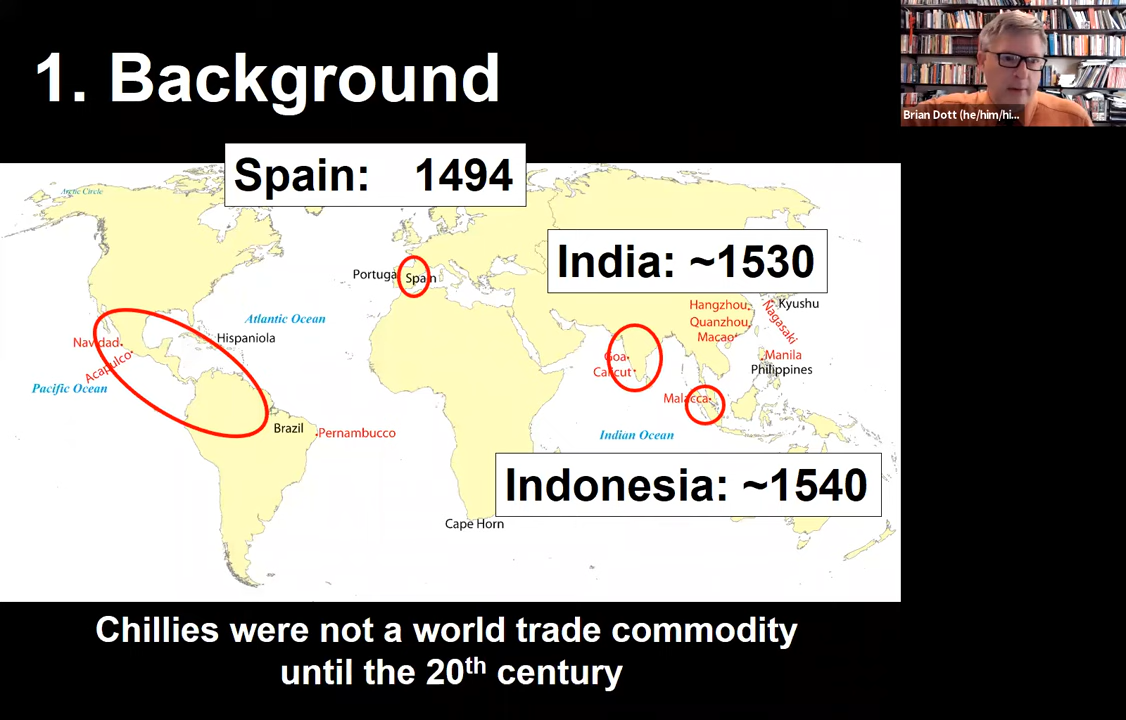 1. Background
Brian Dott (he/him/hi...
Spain: 1494
Arctic Circle
India: ~1530
Portuga
Spain
Hangzhou
Kyushu
Quanzhou
Nagasaki
Macao
Atlantic Ocean
Hispaniola
Navidad
Acapulco
Pacific Ocean
Goa
Calicut
Manila
Philippines
Malacca
Brazil
Pernambucco
Indian Ocean
Indonesia: ~1540
Cape Horn
Chillies were not a world trade commodity
until the 20th century